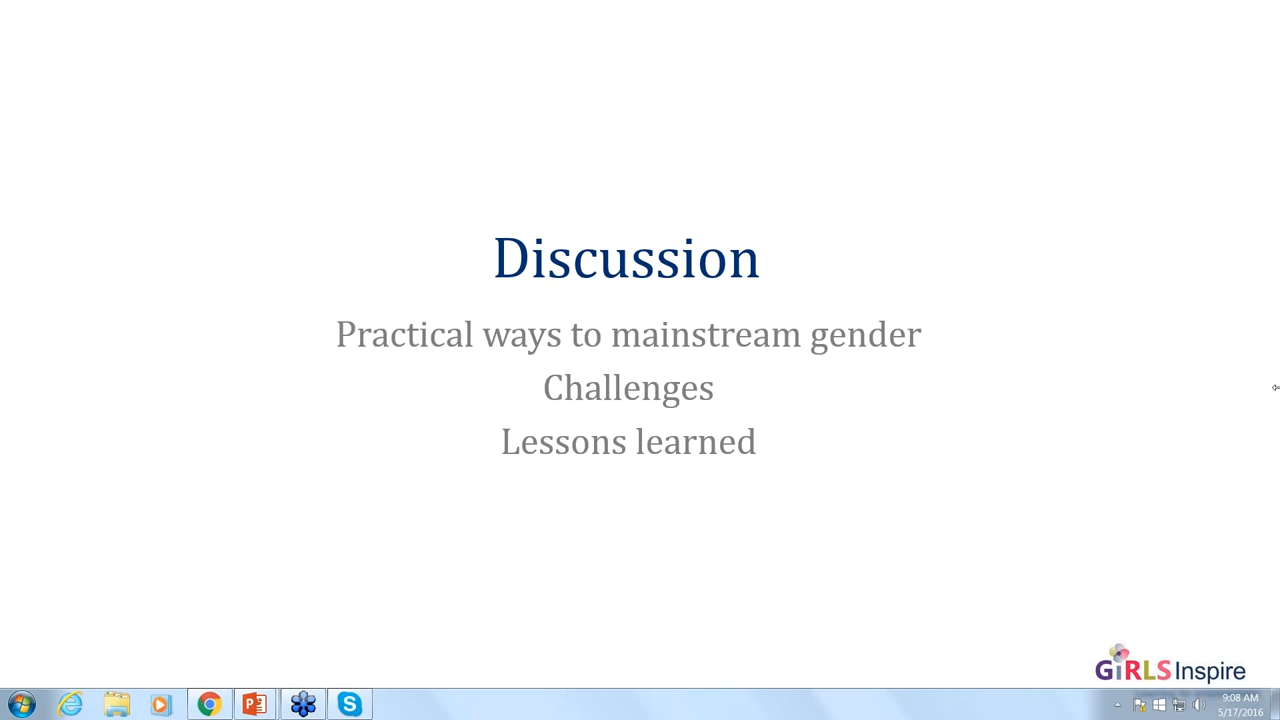 Discussion
Practical ways to mainstream gender
Challenges
Lessons learned
GiRLS Inspire
9:08 AM
5/17/2016